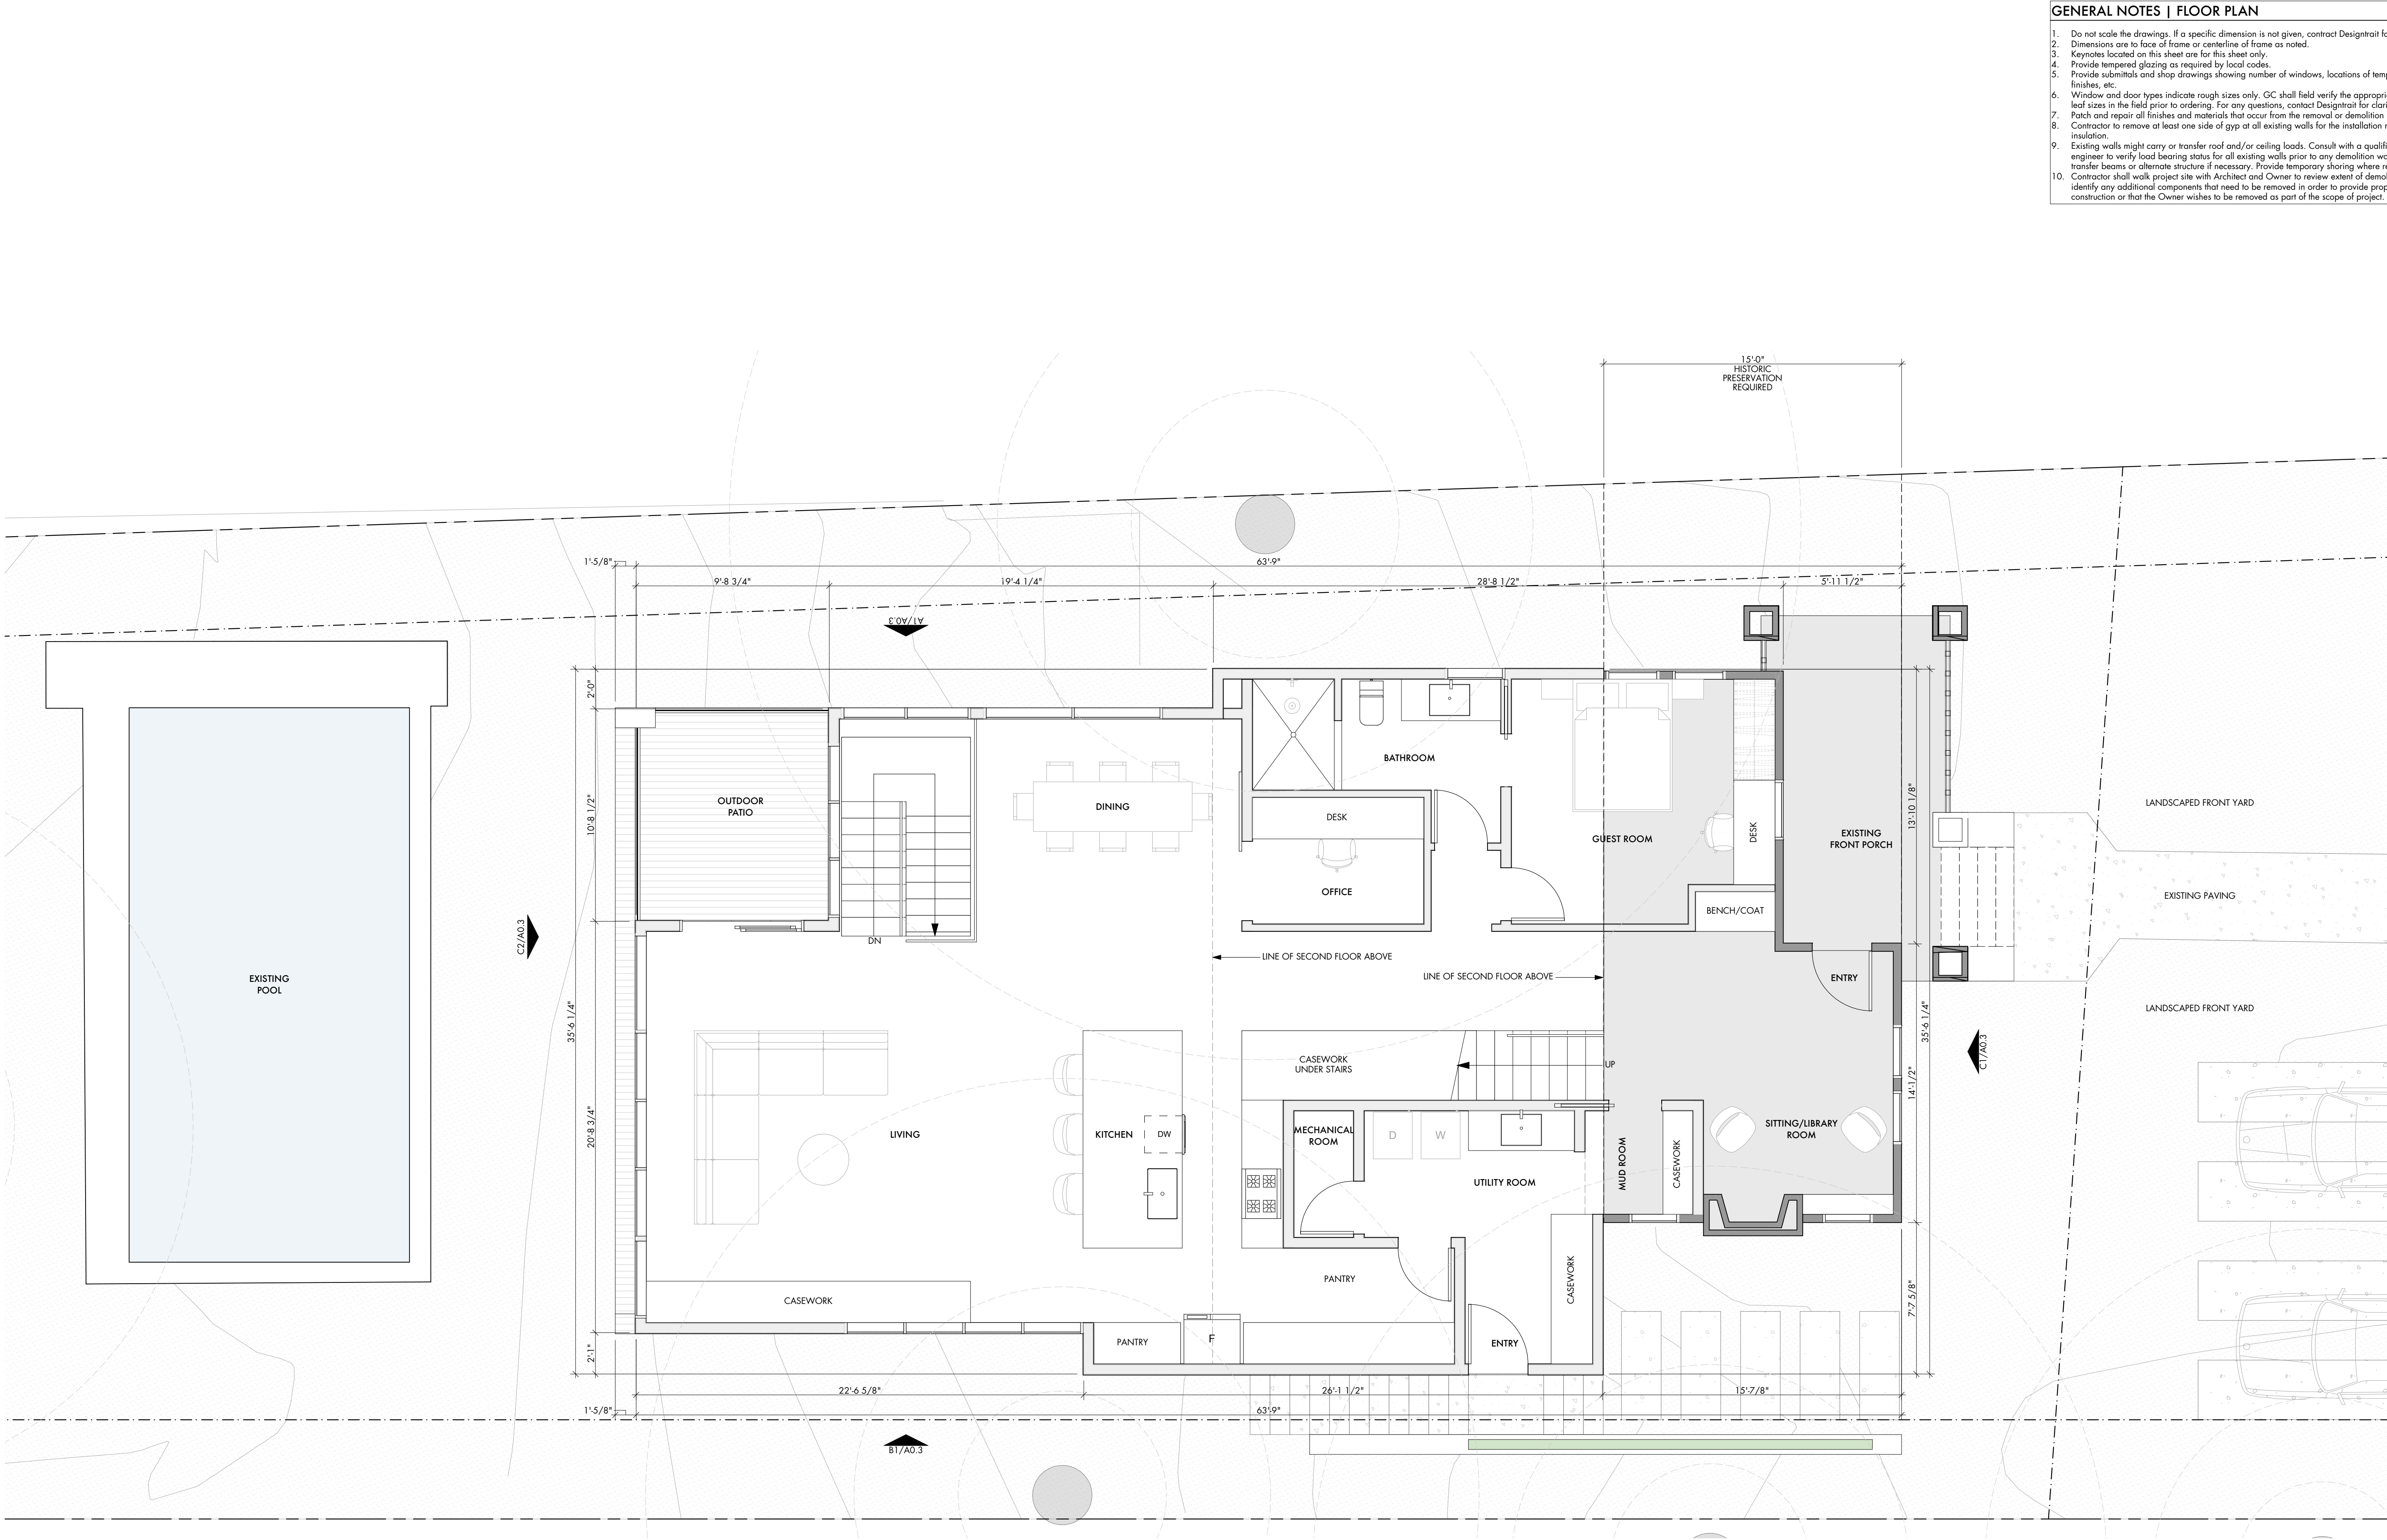 GENERAL NOTES | FLOOR PLAN
1. Do not scale the drawings. If a specific dimension is not given, contract Designtrait fo
2. Dimensions are to face of frame or centerline of frame as noted.
3. Keynotes located on this sheet are for this sheet only.
4. Provide tempered glazing as required by local codes.
5. Provide submittals and shop drawings showing number of windows, locations of temp
finishes, etc.
6. Window and door types indicate rough sizes only. GC shall field verify the appropri
leaf sizes in the field prior to ordering. For any questions, contact Designtrait for clari
7. Patch and repair all finishes and materials that occur from the removal or demolition
8. Contractor to remove at least one side of gyp at all existing walls for the installation
insulation.
9. Existing walls might carry or transfer roof and/or ceiling loads. Consult with a qualifi
engineer to verify load bearing status for all existing walls prior to any demolition wo
transfer beams or alternate structure if necessary. Provide temporary shoring where re
10. Contractor shall walk project site with Architect and Owner to review extent of demol
identify any additional components that need to be removed in order to provide prop
construction or that the Owner wishes to be removed as part of the scope of project.
15'-0"
HISTORIC
PRESERVATION
REQUIRED
1'-5/8"
63'-9"
9'-8 3/4"
19'-4 1/4"
28'-8 1/2"
5'-11 1/2"
A1/A0.3
2'-0"
10'-8 1/2"
20'-8 3/4"
2'-1"
35'-6 1/4"
C2/A0.3
EXISTING
POOL
OUTDOOR
PATIO
DN
DINING
BATHROOM
DESK
OFFICE
GUEST ROOM
DESK
BENCH/COAT
EXISTING
FRONT PORCH
13'-10 1/8"
LANDSCAPED FRONT YARD
EXISTING PAVING
LANDSCAPED FRONT YARD
LINE OF SECOND FLOOR ABOVE
LINE OF SECOND FLOOR ABOVE
ENTRY
35'-6 1/4"
14'-1/2"
C1/A0.3
CASEWORK
UNDER STAIRS
UP
LIVING
KITCHEN
DW
MECHANICAL
ROOM
D
W
UTILITY ROOM
MUD ROOM
CASEWORK
SITTING/LIBRARY
ROOM
CASEWORK
PANTRY
CASEWORK
PANTRY
F
ENTRY
7'-7 5/8"
22'-6 5/8"
26'-1 1/2"
15'-7/8"
1'-5/8"
63'-9"
B1/A0.3